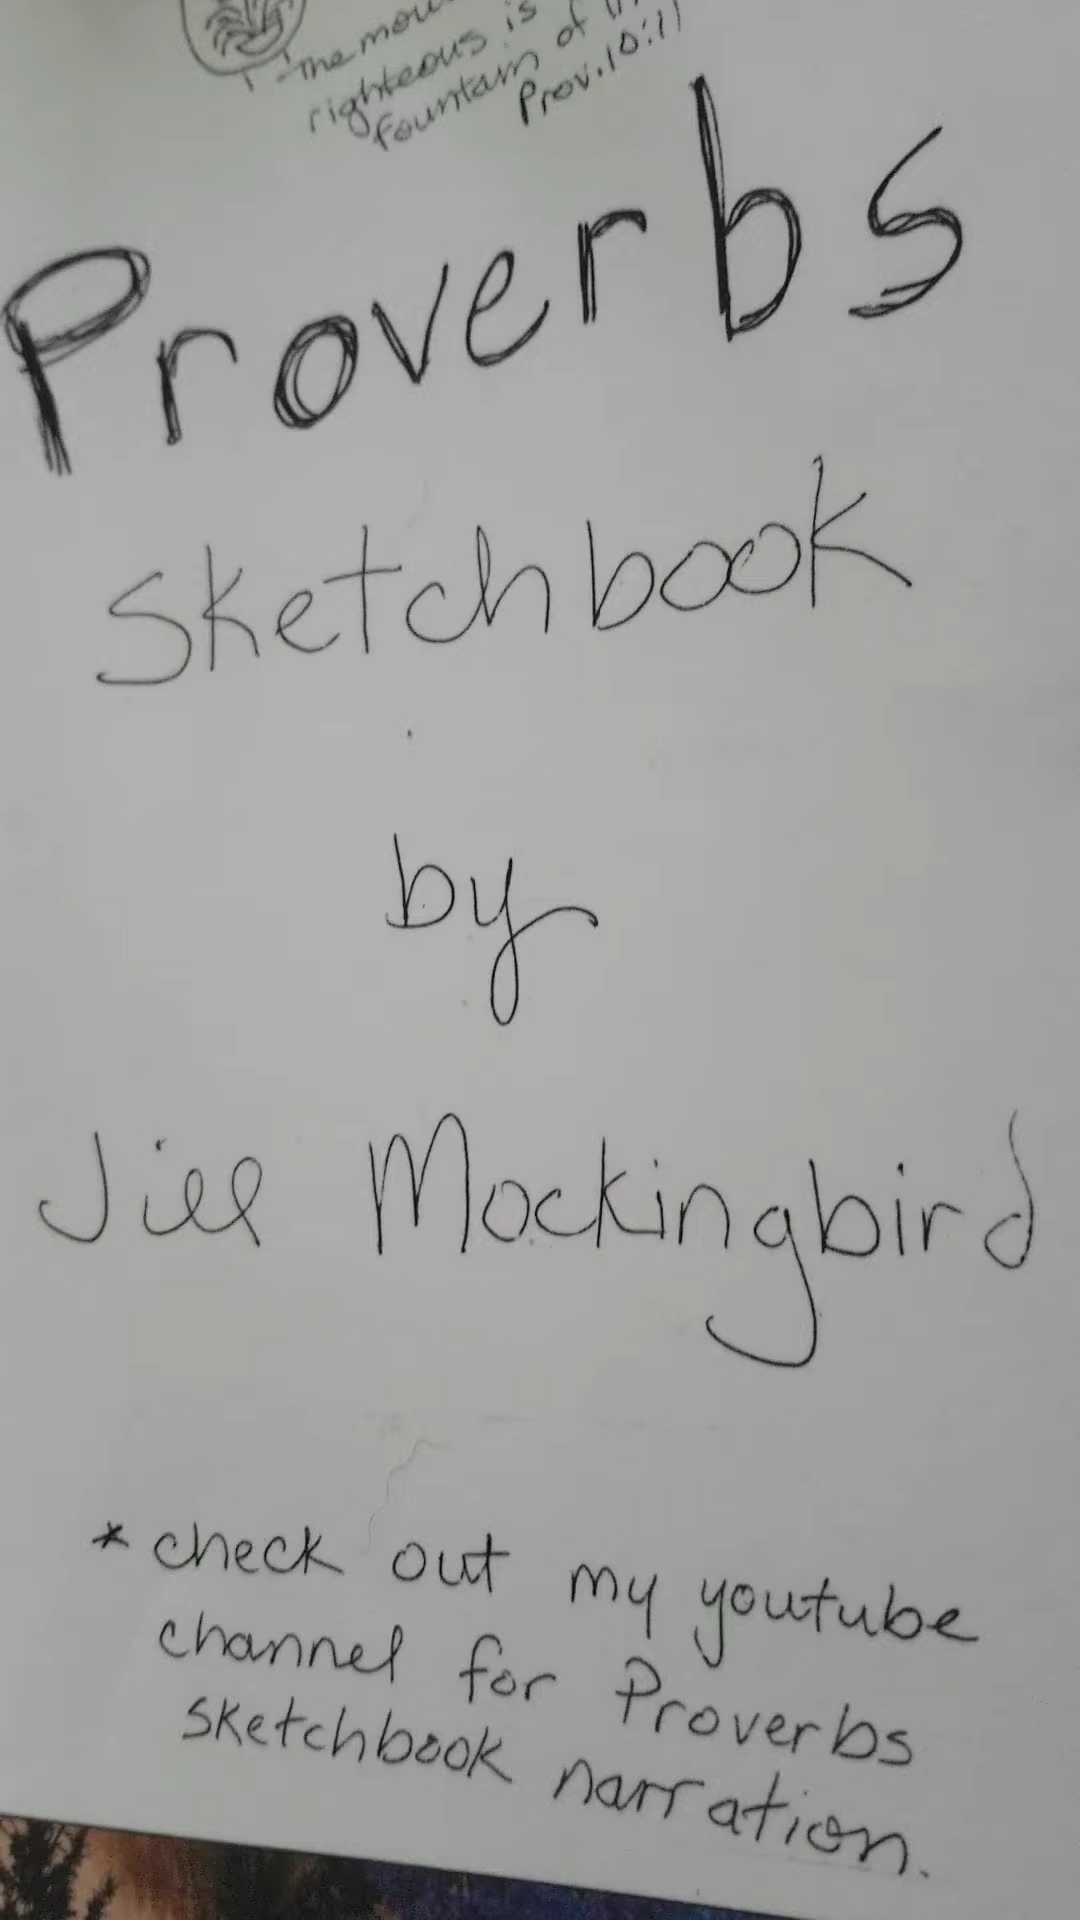 The
righteous is
fountain of
Prov.10:11
Proverbs
Sketchbook
by
Jill Mockingbird
* check out my youtube
channel for Proverbs
sketchbook narration.